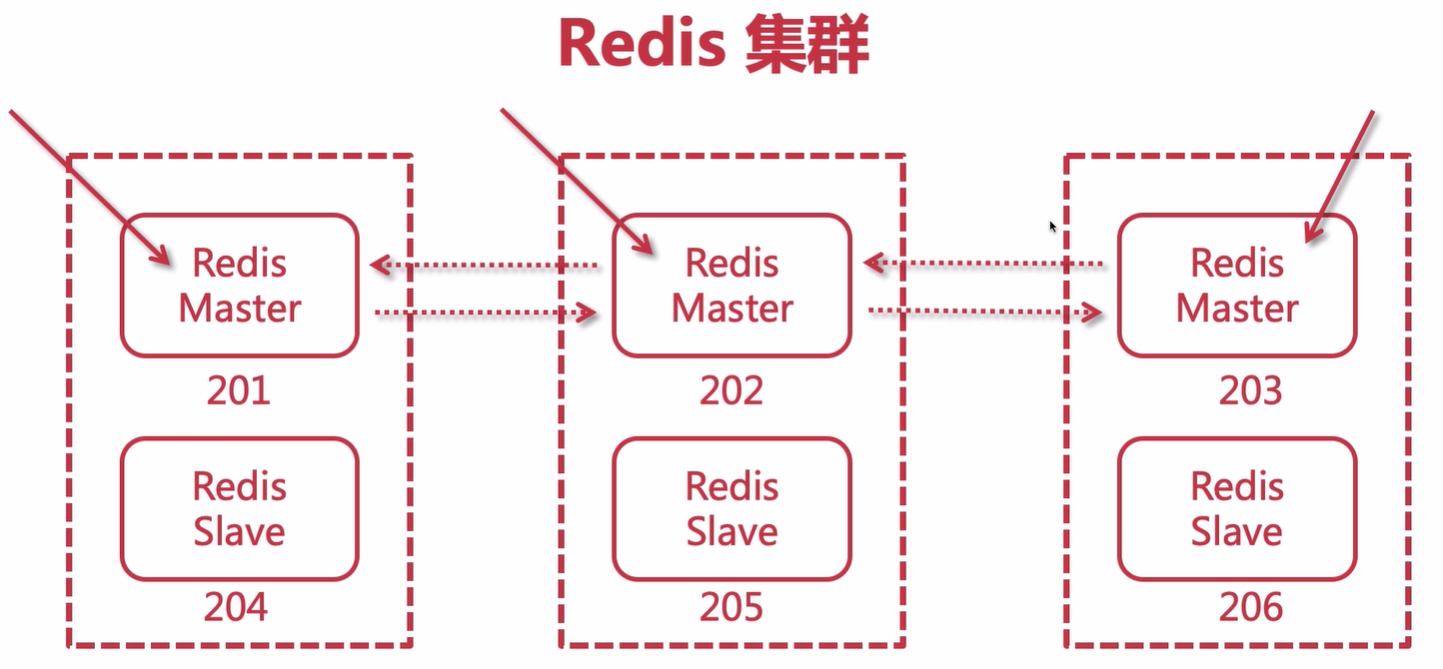 Redis 集群
Redis
Master
201
Redis
Slave
204
Redis
Master
202
Redis
Slave
205
Redis
Master
203
Redis
Slave
206